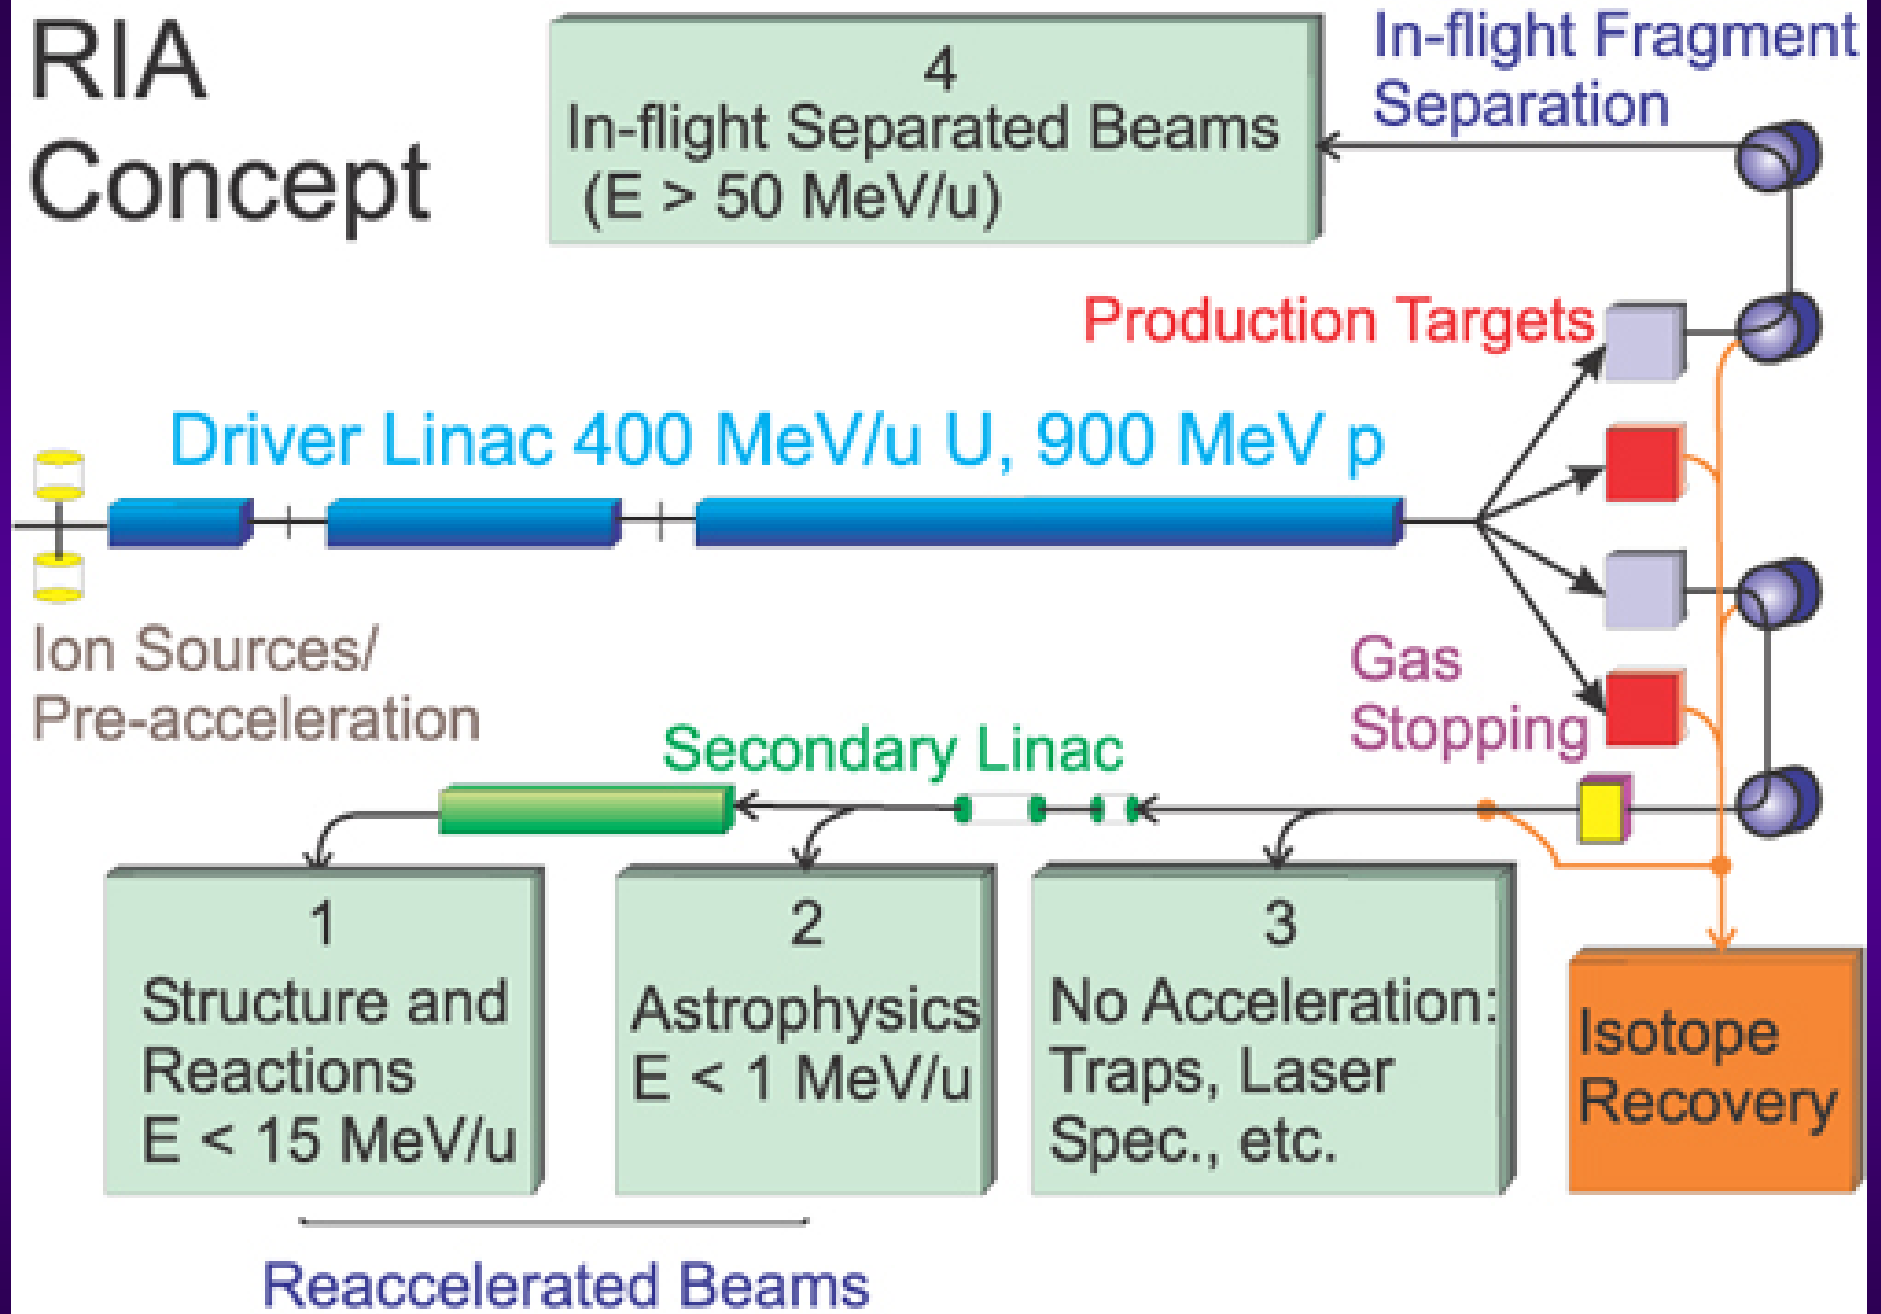 RIA
Concept
4
In-flight Separated Beams
(E > 50 MeV/u)
In-flight Fragment
Separation
Production Targets
Driver Linac 400 MeV/u U, 900 MeV p
Ion Sources/
Pre-acceleration
Gas
Stopping
Secondary Linac
1
Structure and
Reactions
E < 15 MeV/u
2
Astrophysics
E < 1 MeV/u
3
No Acceleration:
Traps, Laser
Spec., etc.
Isotope
Recovery
Reaccelerated Beams